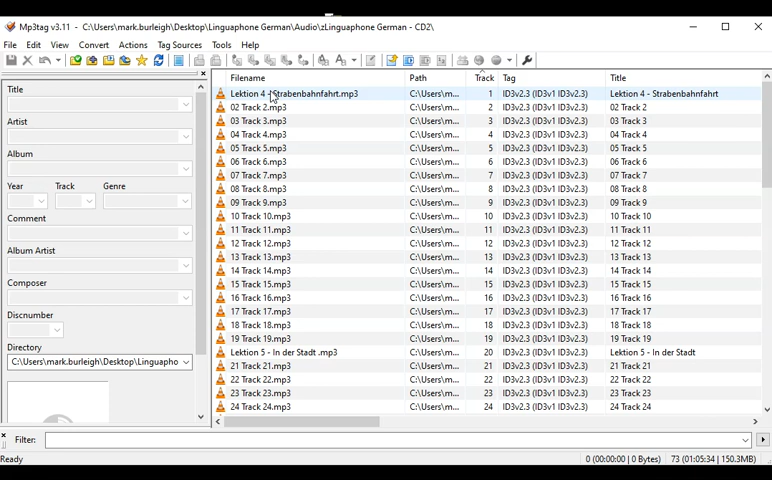 Mp3tag v3.11 - C:\Users\mark.burleigh\Desktop\Linguaphone German\Audio\zLinguaphone German - CD2\
File Edit View Convert Actions Tag Sources Tools Help
Title
Artist
Album
Year Track Genre
Comment
Album Artist
Composer
Discnumber
Directory
C:\Users\mark.burleigh\Desktop\Linguapho
Filename Path Track Tag Title
Lektion 4 - Strabenbahnfahrt.mp3 C:\Users\m... 1 ID3v2.3 (ID3v1 ID3v2.3) Lektion 4 - Strabenbahnfahrt
02 Track 2.mp3 C:\Users\m... 2 ID3v2.3 (ID3v1 ID3v2.3) 02 Track 2
03 Track 3.mp3 C:\Users\m... 3 ID3v2.3 (ID3v1 ID3v2.3) 03 Track 3
04 Track 4.mp3 C:\Users\m... 4 ID3v2.3 (ID3v1 ID3v2.3) 04 Track 4
05 Track 5.mp3 C:\Users\m... 5 ID3v2.3 (ID3v1 ID3v2.3) 05 Track 5
06 Track 6.mp3 C:\Users\m... 6 ID3v2.3 (ID3v1 ID3v2.3) 06 Track 6
07 Track 7.mp3 C:\Users\m... 7 ID3v2.3 (ID3v1 ID3v2.3) 07 Track 7
08 Track 8.mp3 C:\Users\m... 8 ID3v2.3 (ID3v1 ID3v2.3) 08 Track 8
09 Track 9.mp3 C:\Users\m... 9 ID3v2.3 (ID3v1 ID3v2.3) 09 Track 9
10 Track 10.mp3 C:\Users\m... 10 ID3v2.3 (ID3v1 ID3v2.3) 10 Track 10
11 Track 11.mp3 C:\Users\m... 11 ID3v2.3 (ID3v1 ID3v2.3) 11 Track 11
12 Track 12.mp3 C:\Users\m... 12 ID3v2.3 (ID3v1 ID3v2.3) 12 Track 12
13 Track 13.mp3 C:\Users\m... 13 ID3v2.3 (ID3v1 ID3v2.3) 13 Track 13
14 Track 14.mp3 C:\Users\m... 14 ID3v2.3 (ID3v1 ID3v2.3) 14 Track 14
15 Track 15.mp3 C:\Users\m... 15 ID3v2.3 (ID3v1 ID3v2.3) 15 Track 15
16 Track 16.mp3 C:\Users\m... 16 ID3v2.3 (ID3v1 ID3v2.3) 16 Track 16
17 Track 17.mp3 C:\Users\m... 17 ID3v2.3 (ID3v1 ID3v2.3) 17 Track 17
18 Track 18.mp3 C:\Users\m... 18 ID3v2.3 (ID3v1 ID3v2.3) 18 Track 18
19 Track 19.mp3 C:\Users\m... 19 ID3v2.3 (ID3v1 ID3v2.3) 19 Track 19
Lektion 5 - In der Stadt .mp3 C:\Users\m... 20 ID3v2.3 (ID3v1 ID3v2.3) Lektion 5 - In der Stadt
21 Track 21.mp3 C:\Users\m... 21 ID3v2.3 (ID3v1 ID3v2.3) 21 Track 21
22 Track 22.mp3 C:\Users\m... 22 ID3v2.3 (ID3v1 ID3v2.3) 22 Track 22
23 Track 23.mp3 C:\Users\m... 23 ID3v2.3 (ID3v1 ID3v2.3) 23 Track 23
24 Track 24.mp3 C:\Users\m... 24 ID3v2.3 (ID3v1 ID3v2.3) 24 Track 24
Filter:
Ready 0 (00:00:00 | 0 Bytes) 73 (01:05:34 | 150.3MB)